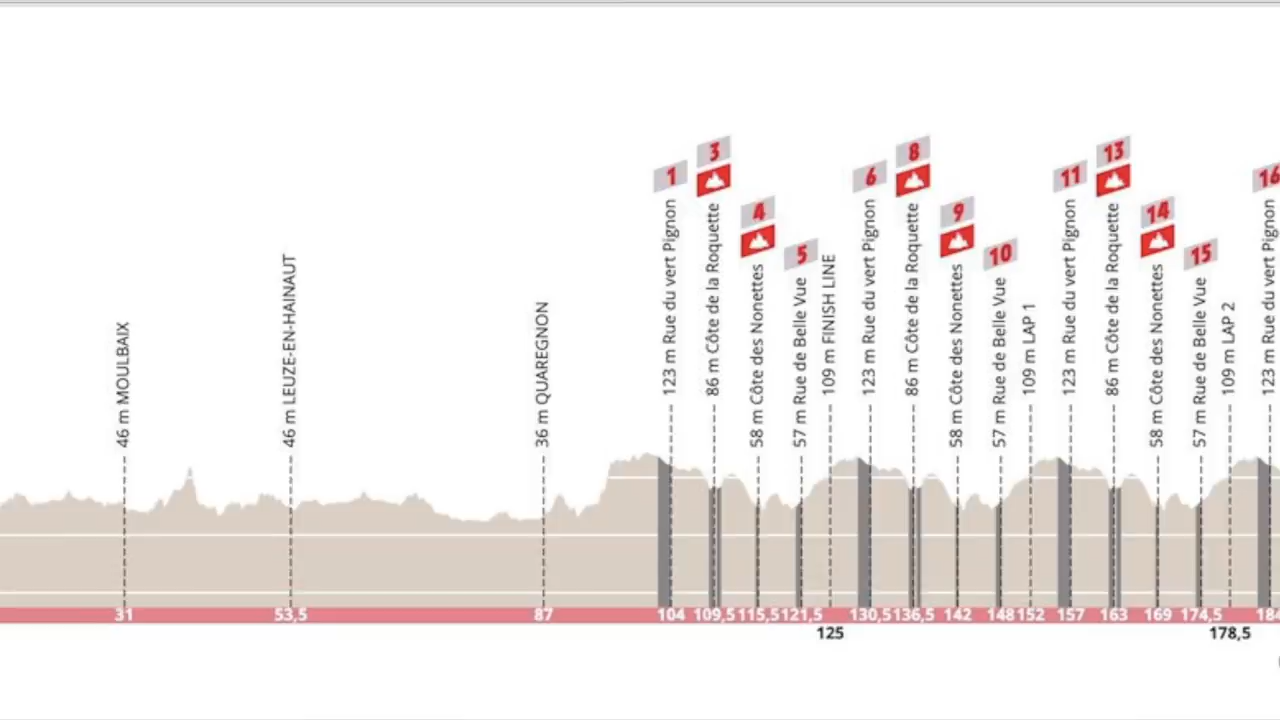 46 m MOULBAIX
46 m LEUZE-EN-HAINAUT
36 m QUAREGNON
1
123 m Rue du vert Pignon
3
86 m Côte de la Roquette
4
58 m Côte des Nonettes
5
57 m Rue de Belle Vue
109 m FINISH LINE
6
123 m Rue du vert Pignon
8
86 m Côte de la Roquette
9
58 m Côte des Nonettes
10
57 m Rue de Belle Vue
109 m LAP 1
11
123 m Rue du vert Pignon
13
86 m Côte de la Roquette
14
58 m Côte des Nonettes
15
57 m Rue de Belle Vue
109 m LAP 2
16
123 m Rue du vert Pignon
31 53,5 87 104 109,5 115,5 121,5 130,5 136,5 142 148 152 157 163 169 174,5 184
125 178,5